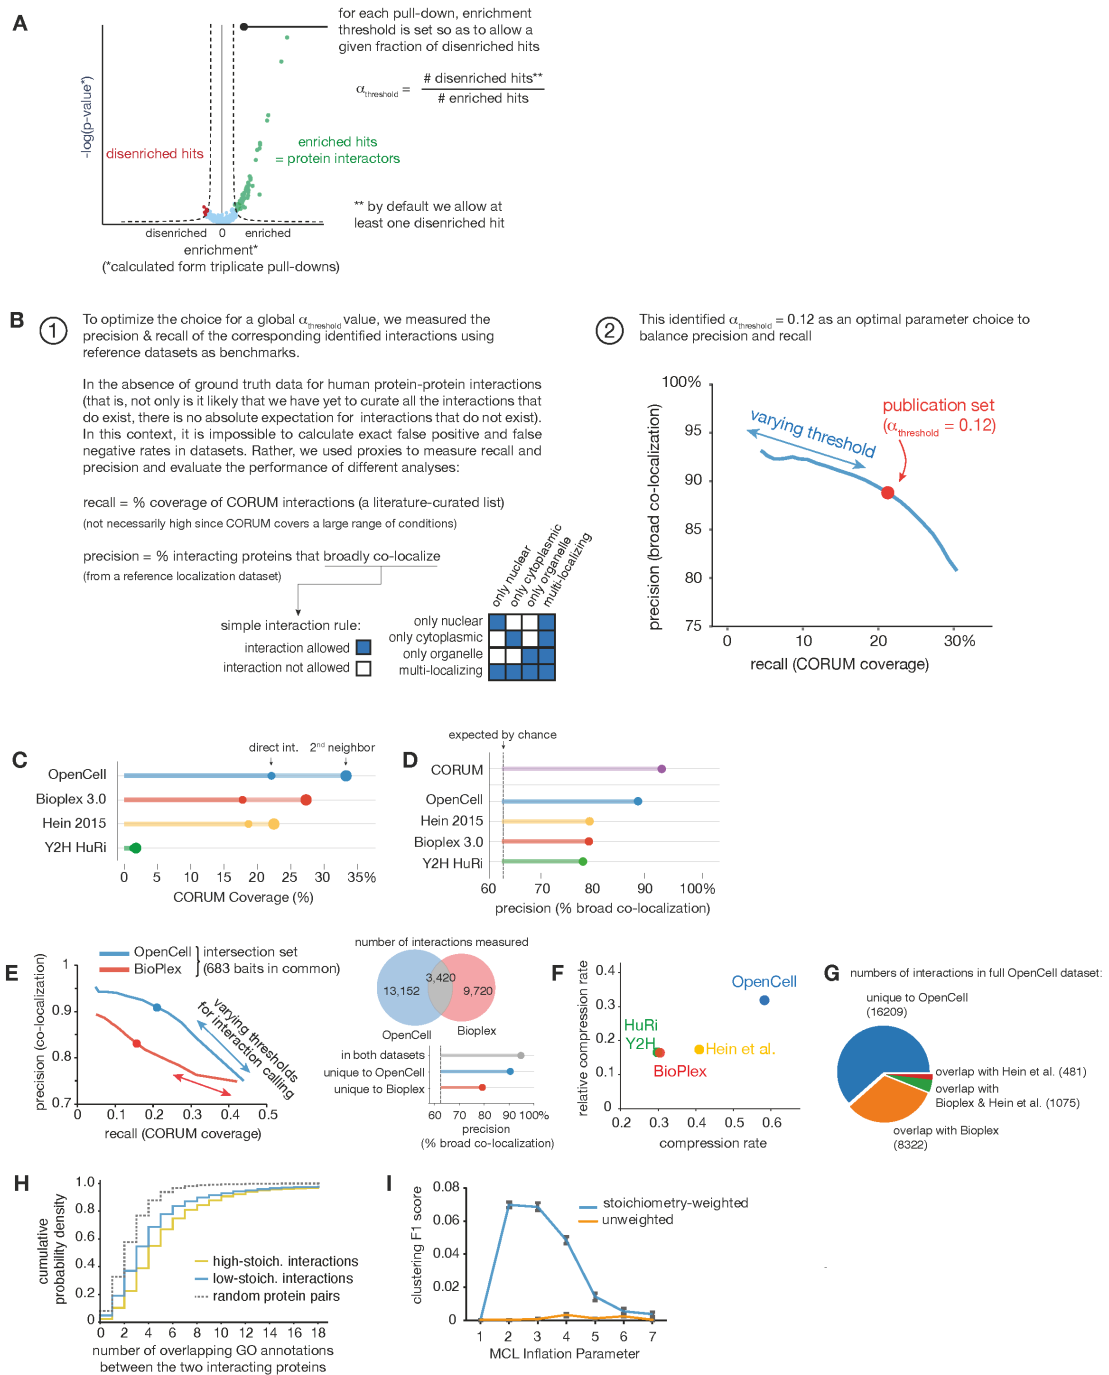 A
for each pull-down, enrichment
threshold is set so as to allow a
given fraction of disenriched hits
αthreshold = # disenriched hits** / # enriched hits
-log(p-value*)
disenriched hits
enriched hits
= protein interactors
** by default we allow at
least one disenriched hit
disenriched 0 enriched
enrichment*
(*calculated form triplicate pull-downs)
B
1
To optimize the choice for a global αthreshold value, we measured the
precision & recall of the corresponding identified interactions using
reference datasets as benchmarks.
In the absence of ground truth data for human protein-protein interactions
(that is, not only is it likely that we have yet to curate all the interactions that
do exist, there is no absolute expectation for interactions that do not exist).
In this context, it is impossible to calculate exact false positive and false
negative rates in datasets. Rather, we used proxies to measure recall and
precision and evaluate the performance of different analyses:
recall = % coverage of CORUM interactions (a literature-curated list)
(not necessarily high since CORUM covers a large range of conditions)
precision = % interacting proteins that broadly co-localize
(from a reference localization dataset)
simple interaction rule:
interaction allowed
interaction not allowed
only nuclear
only cytoplasmic
only organelle
multi-localizing
only nuclear
only cytoplasmic
only organelle
multi-localizing
2
This identified αthreshold = 0.12 as an optimal parameter choice to
balance precision and recall
precision (broad co-localization)
100%
95
90
85
80
75
varying threshold
publication set
(αthreshold = 0.12)
0 10 20 30%
recall (CORUM coverage)
C
direct int. 2nd neighbor
OpenCell
Bioplex 3.0
Hein 2015
Y2H HuRi
0 5 10 15 20 25 30 35%
CORUM Coverage (%)
D
expected by chance
CORUM
OpenCell
Hein 2015
Bioplex 3.0
Y2H HuRi
60 70 80 90 100%
precision (% broad co-localization)
E
OpenCell
BioPlex
intersection set
(683 baits in common)
precision (co-localization)
1
0.9
0.8
0.7
varying thresholds
for interaction calling
0 0.1 0.2 0.3 0.4 0.5
recall (CORUM coverage)
number of interactions measured
13,152
3,420
9,720
OpenCell
Bioplex
in both datasets
unique to OpenCell
unique to Bioplex
60 70 80 90 100%
precision
(% broad co-localization)
F
relative compression rate
0.4
0.3
0.2
0.1
0
OpenCell
HuRi
Y2H
BioPlex
Hein et al.
0.2 0.3 0.4 0.5 0.6
compression rate
G
numbers of interactions in full OpenCell dataset:
unique to OpenCell
(16209)
overlap with Hein et al. (481)
overlap with
Bioplex & Hein et al. (1075)
overlap with Bioplex
(8322)
H
cumulative
probability density
1.0
0.8
0.6
0.4
0.2
0
high-stoich. interactions
low-stoich. interactions
random protein pairs
0 2 4 6 8 10 12 14 16 18
number of overlapping GO annotations
between the two interacting proteins
I
clustering F1 score
0.08
0.06
0.04
0.02
0
stoichiometry-weighted
unweighted
1 2 3 4 5 6 7
MCL Inflation Parameter